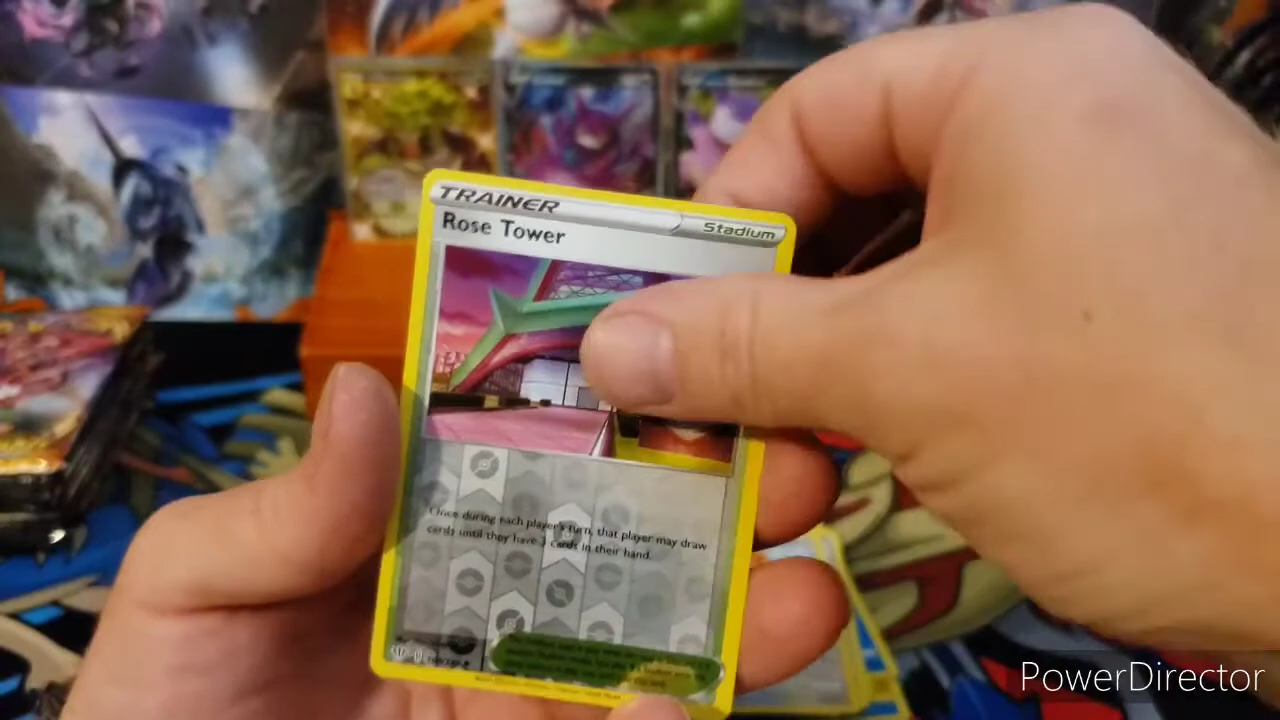 TRAINER
Stadium
Rose Tower
Once during each player's turn, that player may draw
cards until they have 3 cards in their hand.
PowerDirector